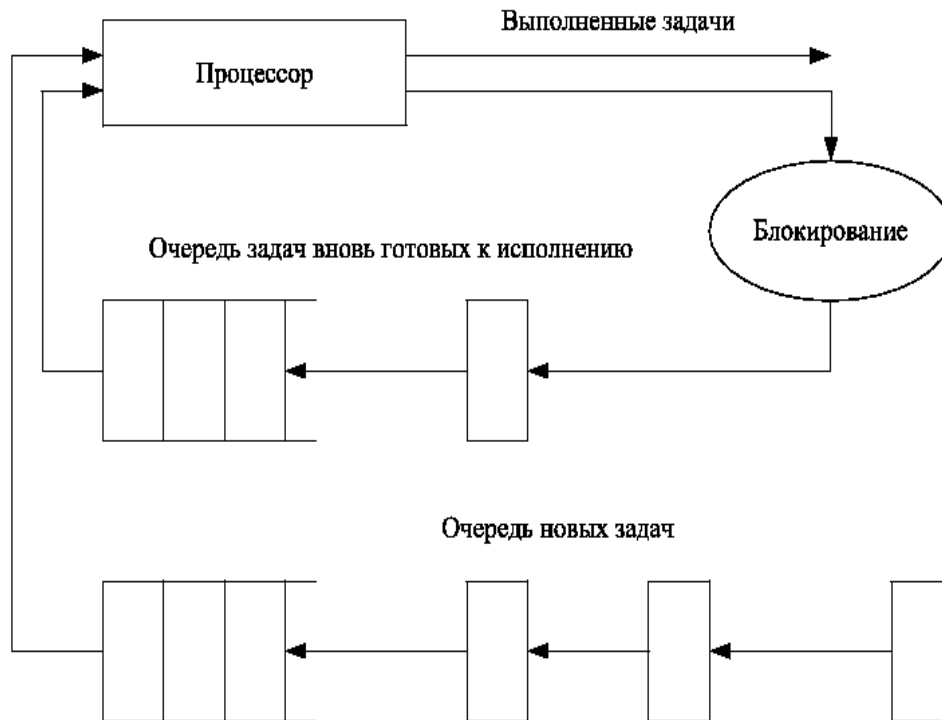 Выполненные задачи
Процессор
Блокирование
Очередь задач вновь готовых к исполнению
Очередь новых задач